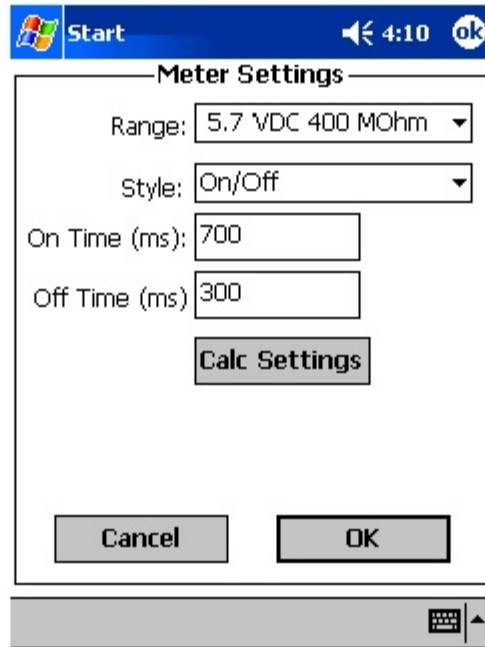 Start 4:10 ok
Meter Settings
Range: 5.7 VDC 400 MOhm
Style: On/Off
On Time (ms): 700
Off Time (ms) 300
Calc Settings
Cancel OK